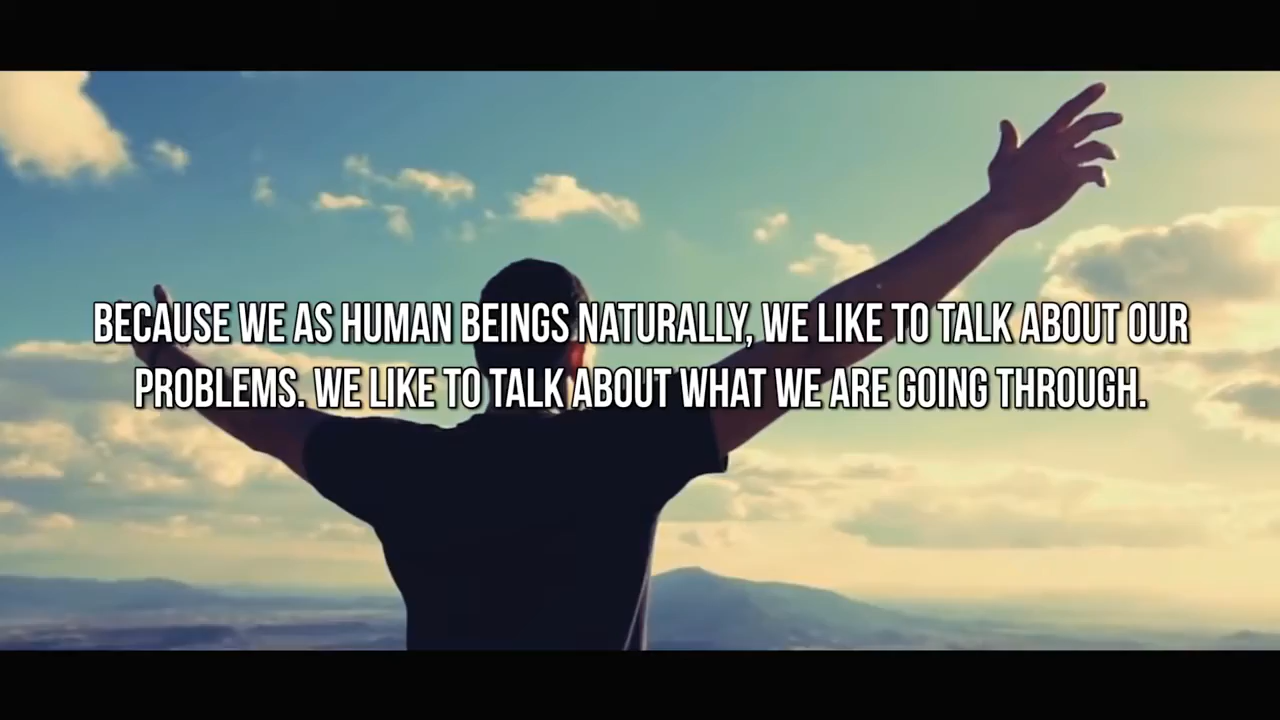 BECAUSE WE AS HUMAN BEINGS NATURALLY, WE LIKE TO TALK ABOUT OUR
PROBLEMS. WE LIKE TO TALK ABOUT WHAT WE ARE GOING THROUGH.